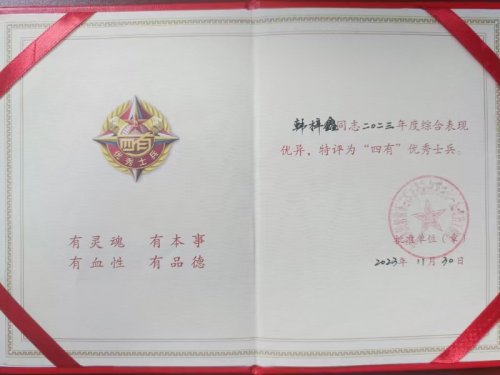 四有
优秀士兵
有灵魂 有本事
有血性 有品德
韩梓鑫同志二〇二三年度综合表现
优异，特评为“四有”优秀士兵。
批准单位（章）
2023年 11月 30日